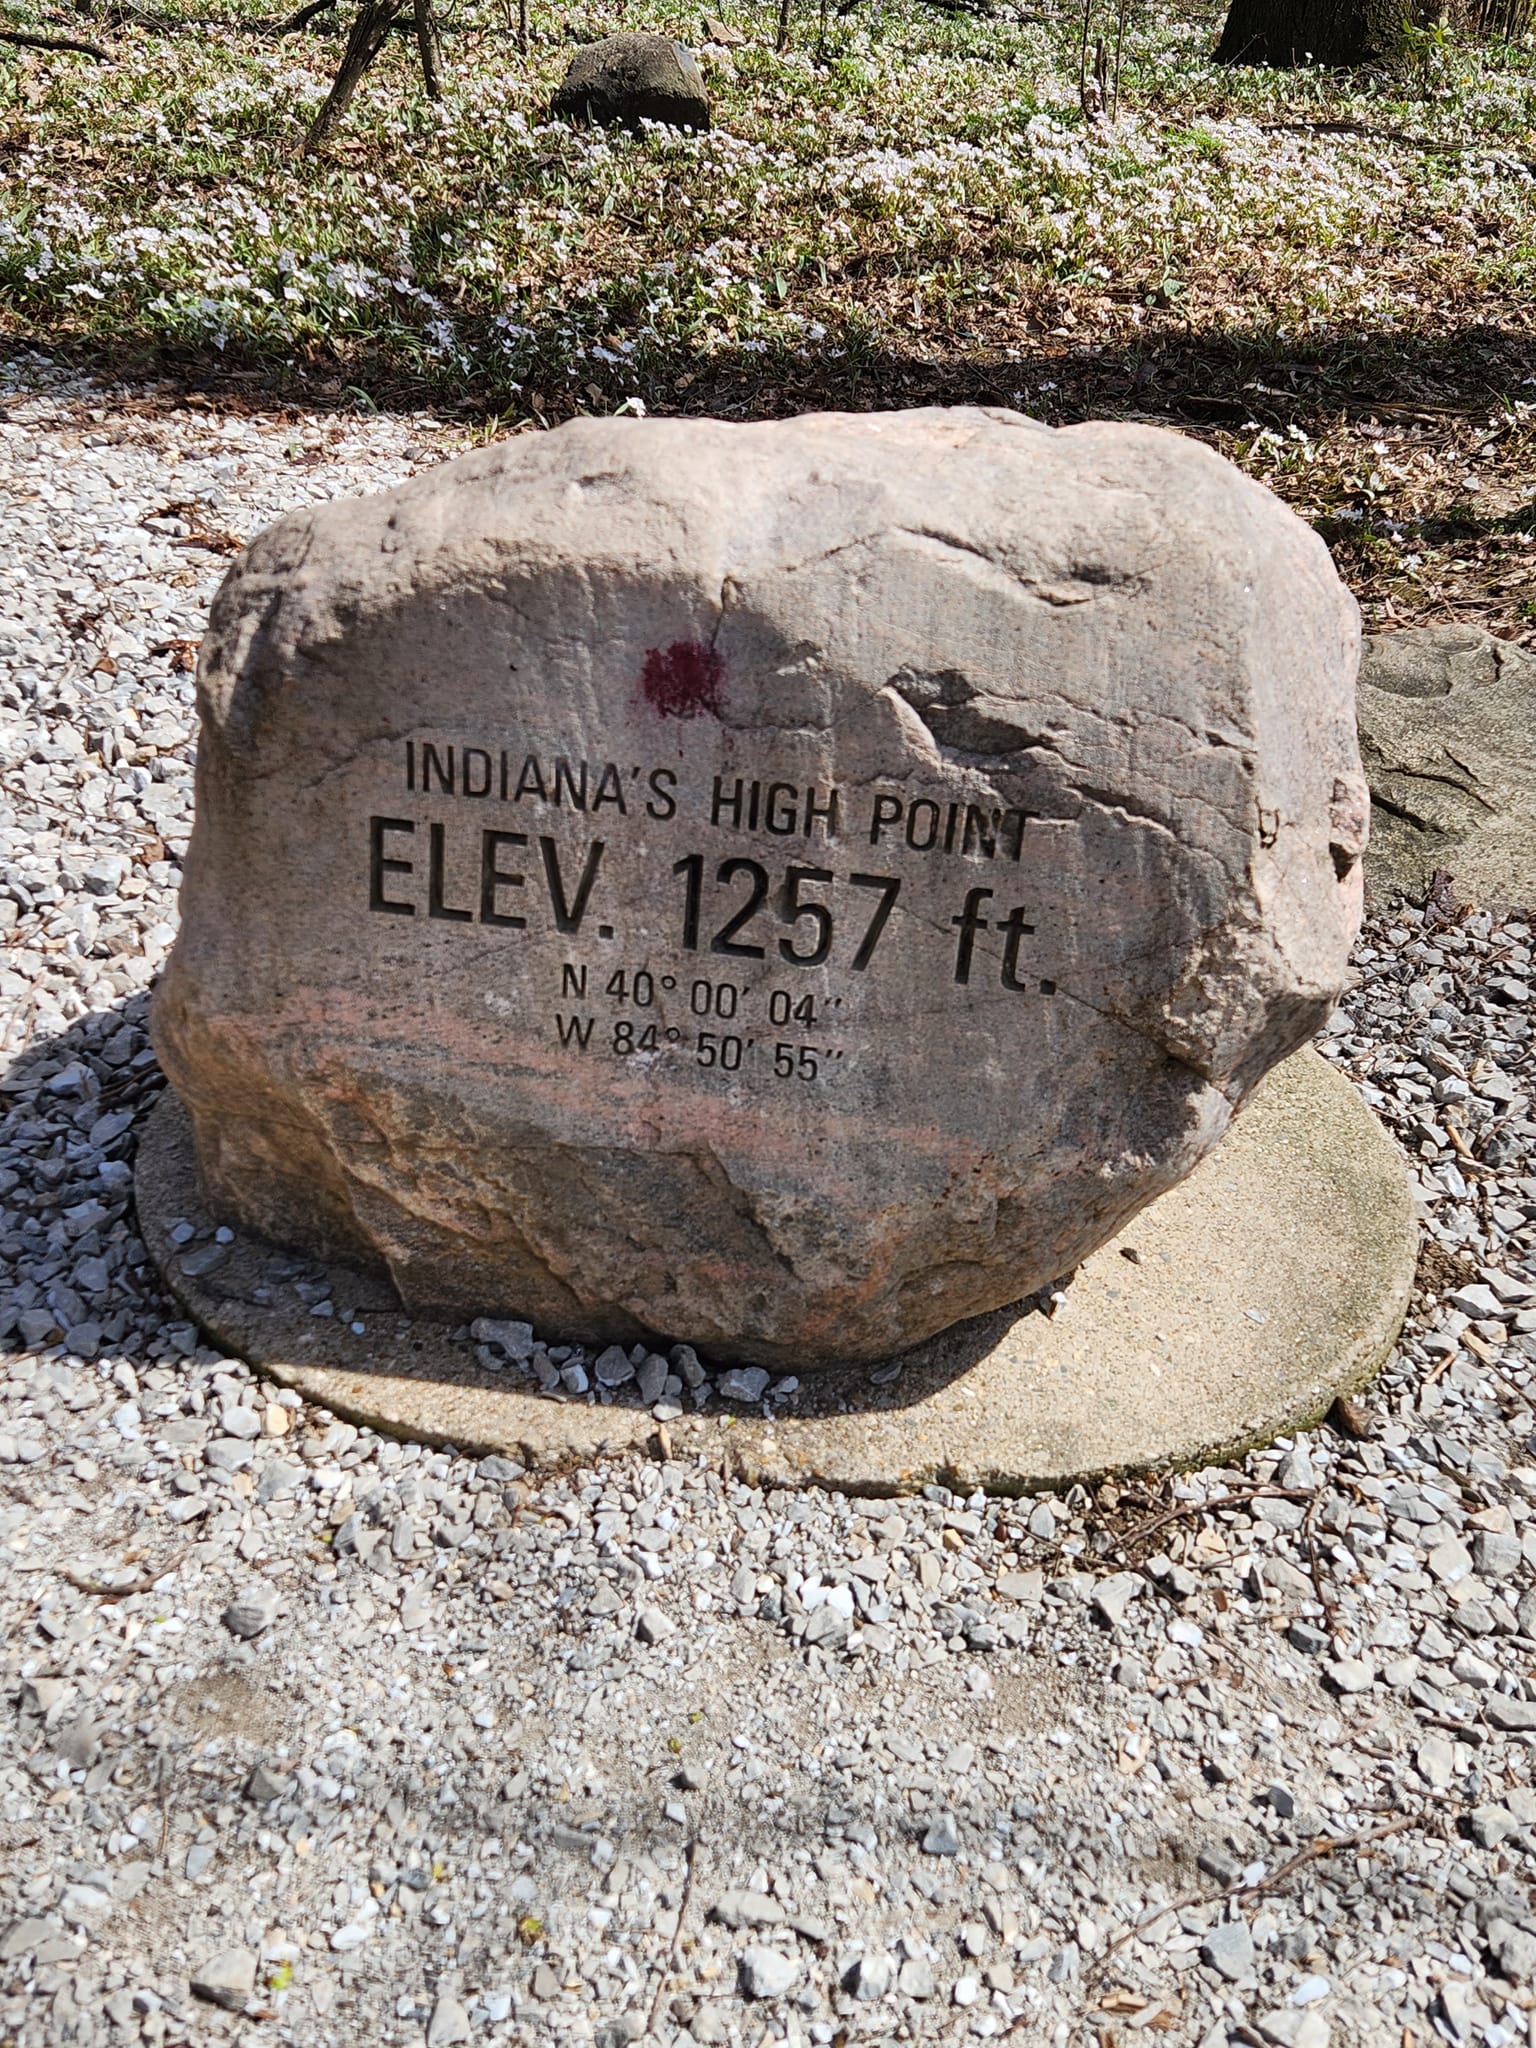 INDIANA'S HIGH POINT
ELEV. 1257 ft.
N 40° 00' 04"
W 84° 50' 55"